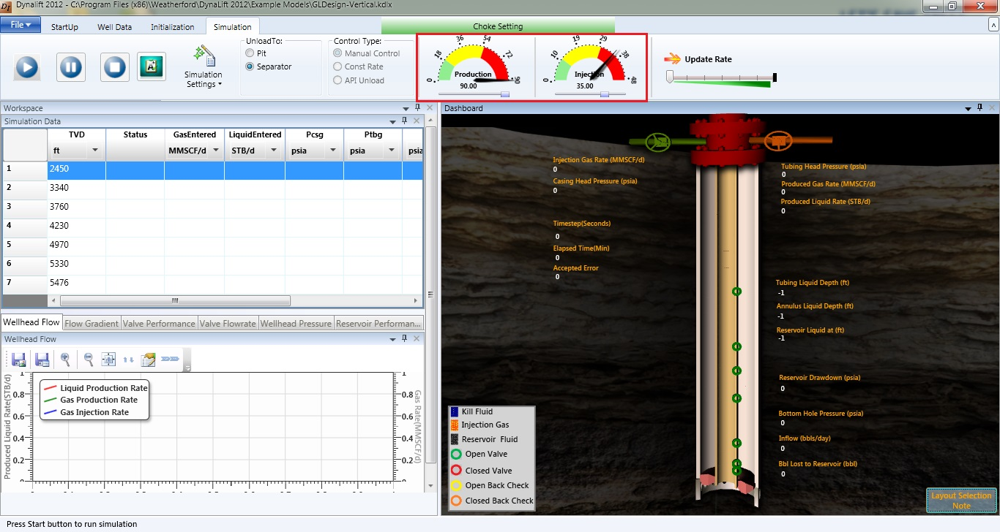 Dynalift 2012 - C:\Program Files (x86)\Weatherford\DynaLift 2012\Example Models\GLDesign-Vertical.kdlx
File StartUp Well Data Initialization Simulation Choke Setting
UnloadTo:
Pit
Separator
Simulation
Settings
Control Type:
Manual Control
Const Rate
API Unload
0 18 36 54 72 90
Production
90.00
0 10 19 29 38 48
Injection
35.00
Update Rate
Workspace
Simulation Data
TVD Status GasEntered LiquidEntered Pcsg Ptbg
ft MMSCF/d STB/d psia psia psia
1 2450
2 3340
3 3760
4 4230
5 4970
6 5330
7 5476
Wellhead Flow Flow Gradient Valve Performance Valve Flowrate Wellhead Pressure Reservoir Performan...
Wellhead Flow
Produced Liquid Rate(STB/d)
1
0.8
0.6
0.4
0.2
0
Liquid Production Rate
Gas Production Rate
Gas Injection Rate
1
0.8
0.6
0.4
0.2
0
Gas Rate(MMSCF/d)
Dashboard
Injection Gas Rate (MMSCF/d)
0
Casing Head Pressure (psia)
0
Timestep(Seconds)
0
Elapsed Time(Min)
0
Accepted Error
0
Tubing Head Pressure (psia)
0
Produced Gas Rate (MMSCF/d)
0
Produced Liquid Rate (STB/d)
0
Tubing Liquid Depth (ft)
-1
Annulus Liquid Depth (ft)
-1
Reservoir Liquid at (ft)
-1
Reservoir Drawdown (psia)
0
Bottom Hole Pressure (psia)
0
Inflow (bbls/day)
0
Bbl Lost to Reservoir (bbl)
0
Kill Fluid
Injection Gas
Reservoir Fluid
Open Valve
Closed Valve
Open Back Check
Closed Back Check
Layout Selection
Note
Press Start button to run simulation